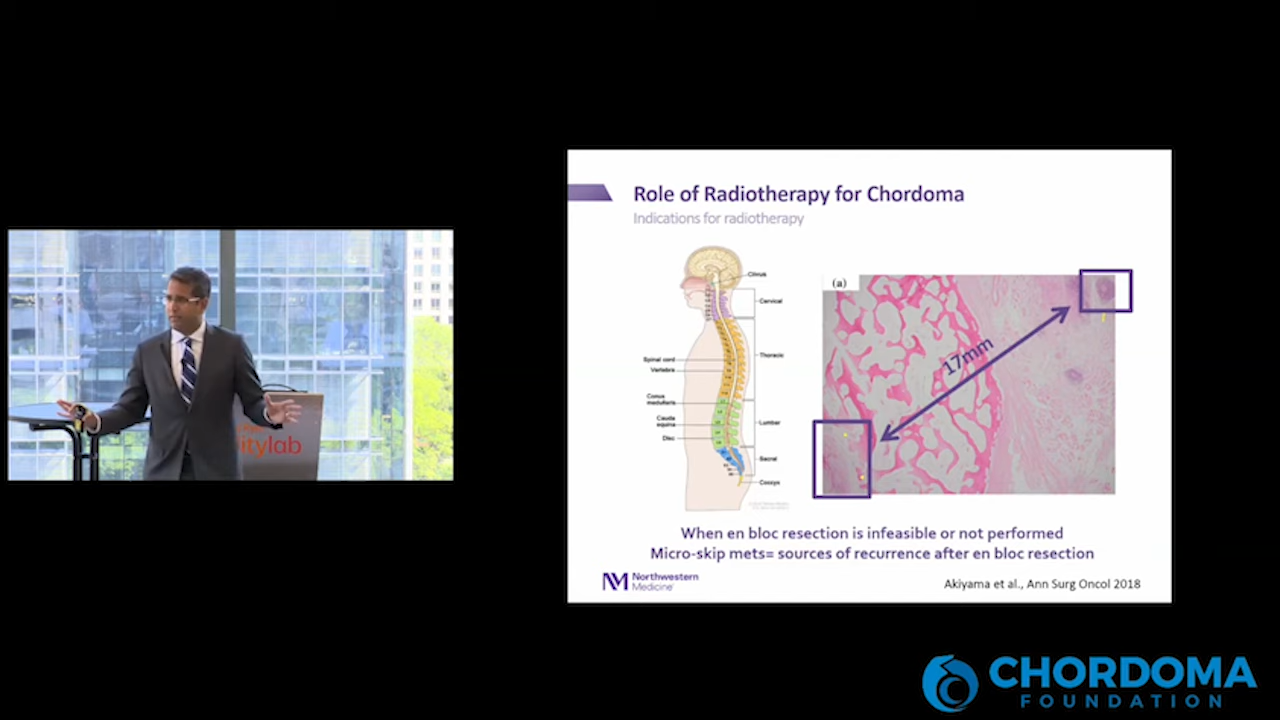 Role of Radiotherapy for Chordoma
Indications for radiotherapy
Clivus
Cervical
Thoracic
Spinal cord
Vertebra
Conus
medullaris
Cauda
equina
Lumbar
Disc
Sacral
Coccyx
(a)
17mm
When en bloc resection is infeasible or not performed
Micro-skip mets= sources of recurrence after en bloc resection
Northwestern
Medicine
Akiyama et al., Ann Surg Oncol 2018
itylab
CHORDOMA
FOUNDATION